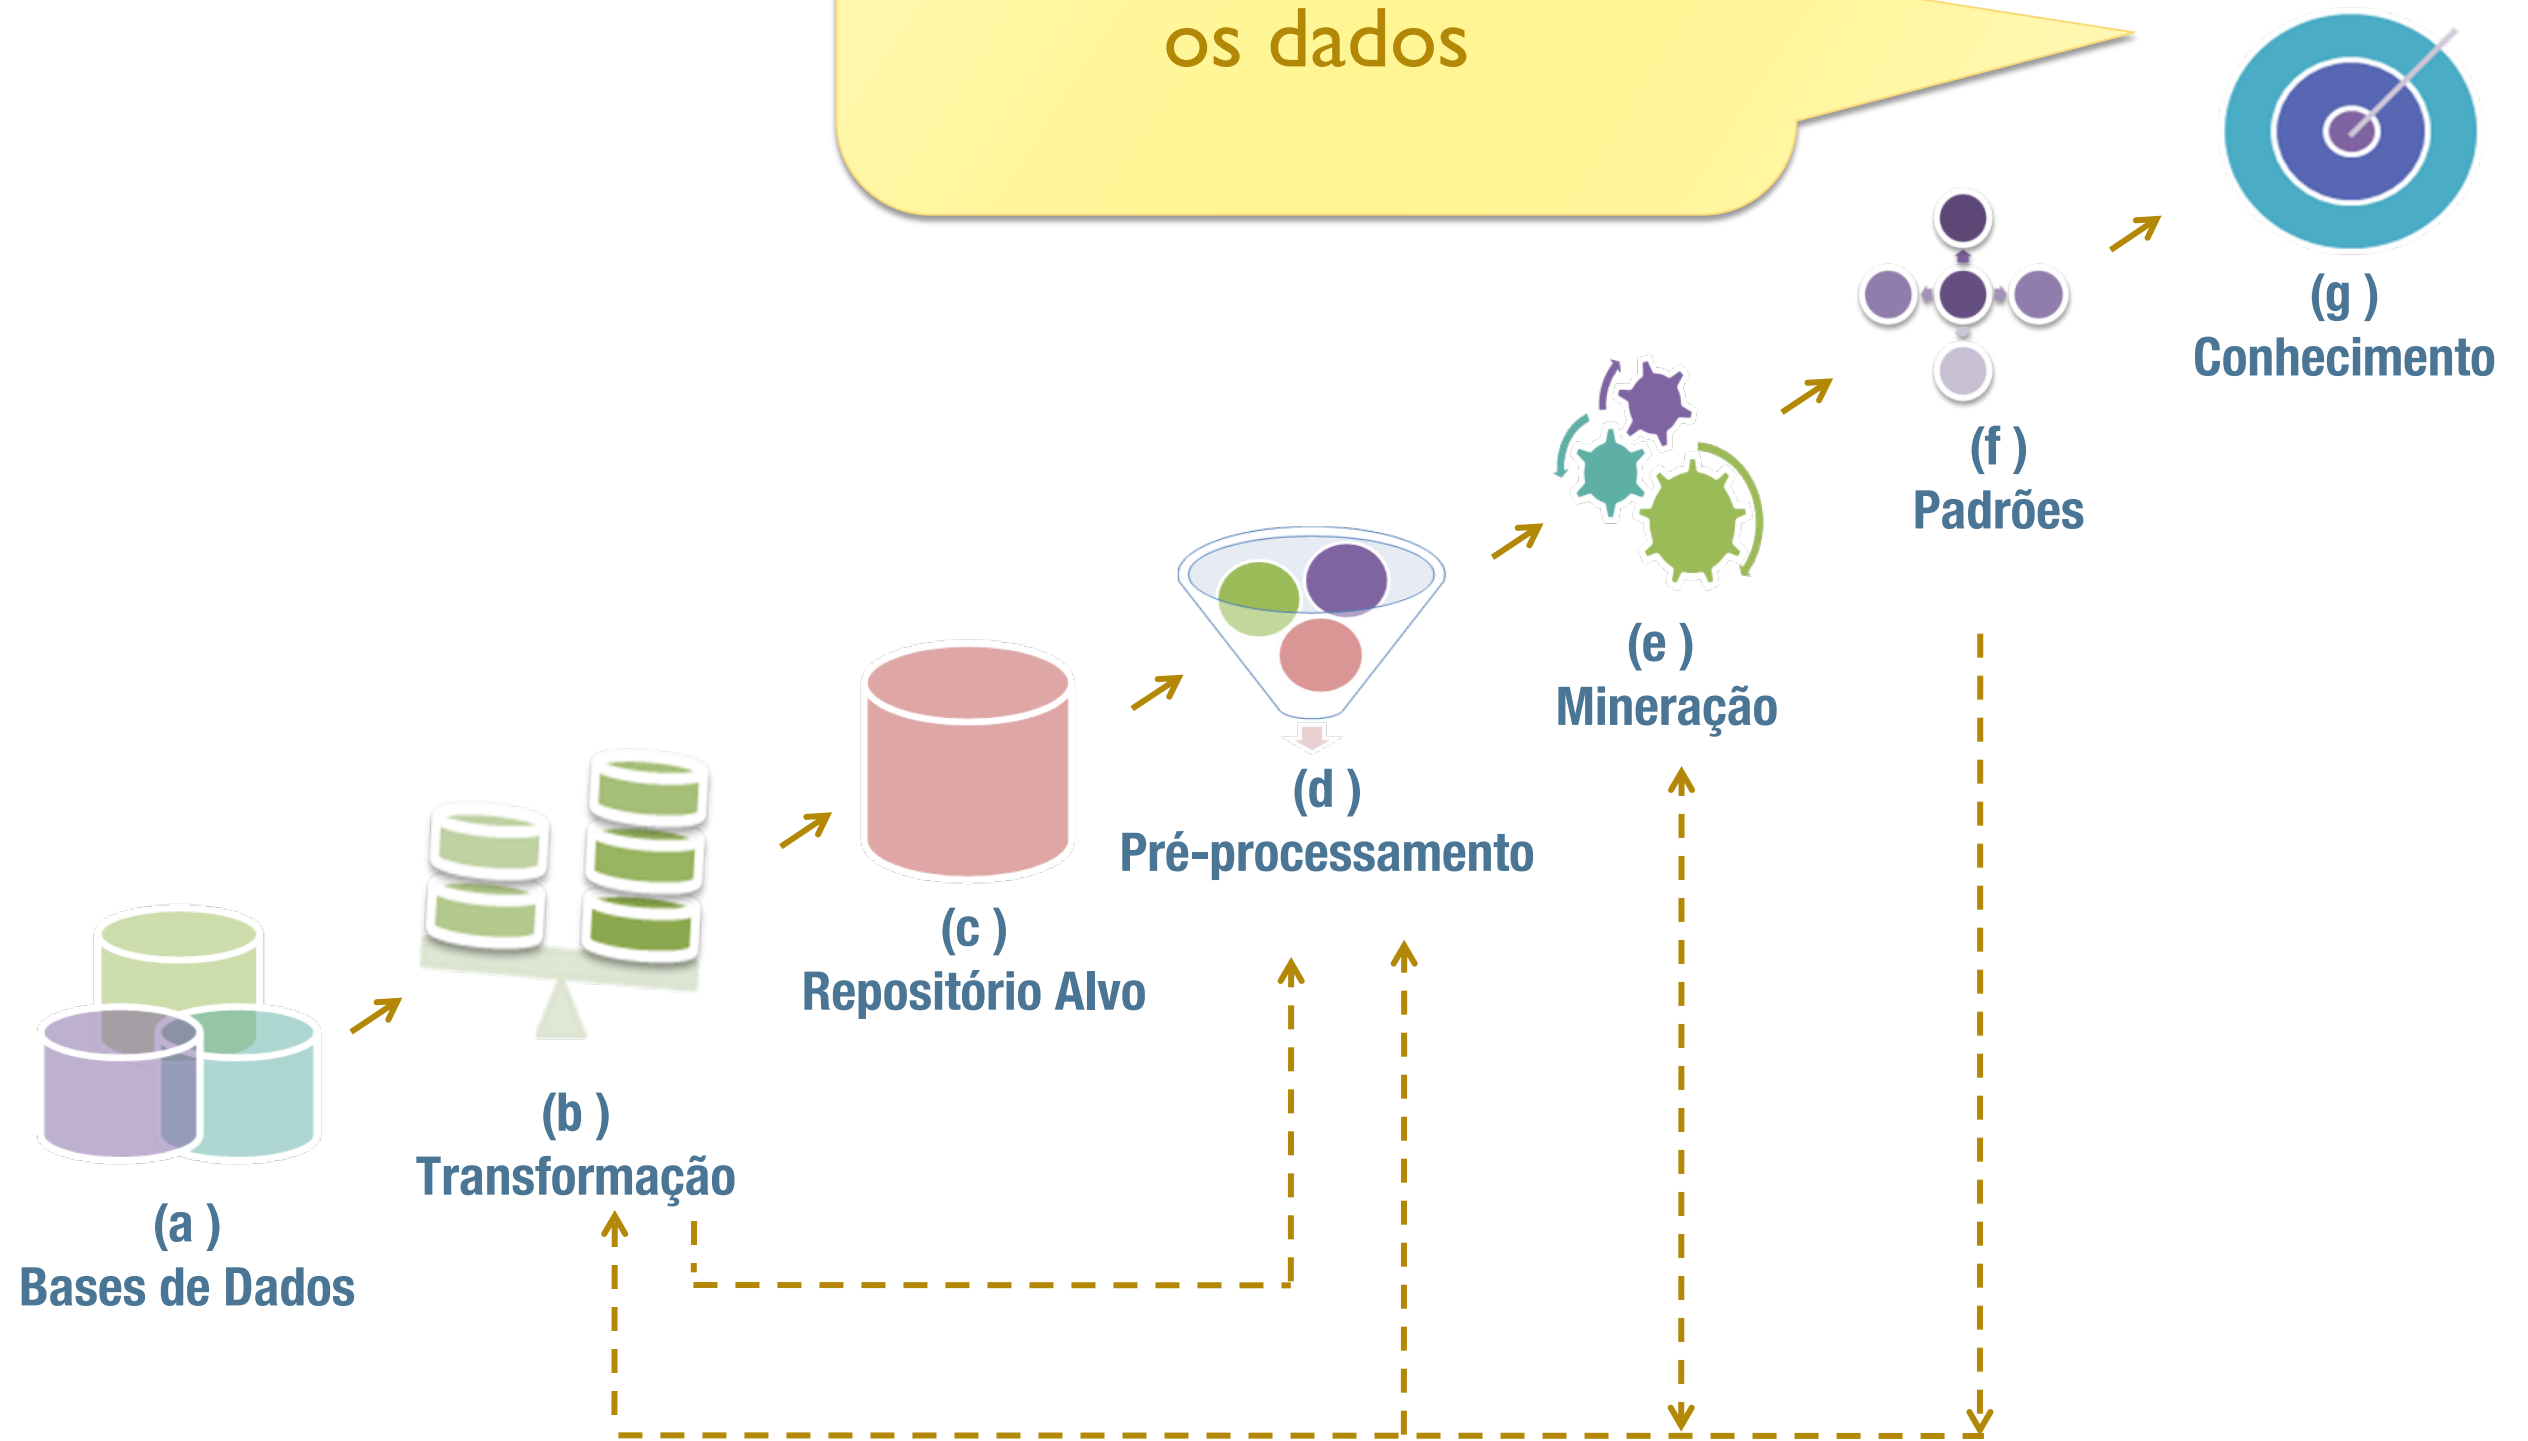 os dados
(g )
Conhecimento
(f )
Padrões
(e )
Mineração
(d )
Pré-processamento
(c )
Repositório Alvo
(b )
Transformação
(a )
Bases de Dados